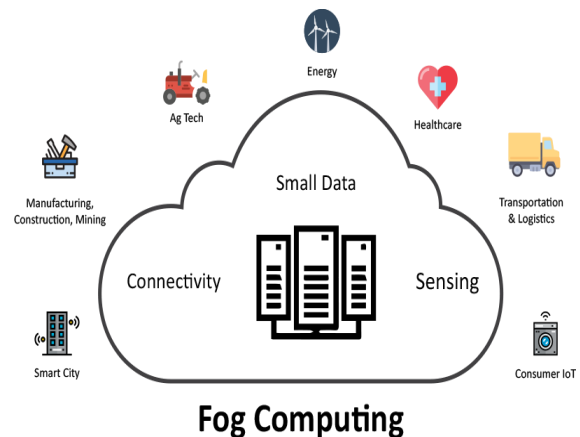 Energy
Ag Tech
Healthcare
Manufacturing,
Construction, Mining
Small Data
Transportation
& Logistics
Connectivity
Sensing
Smart City
Consumer IoT
Fog Computing